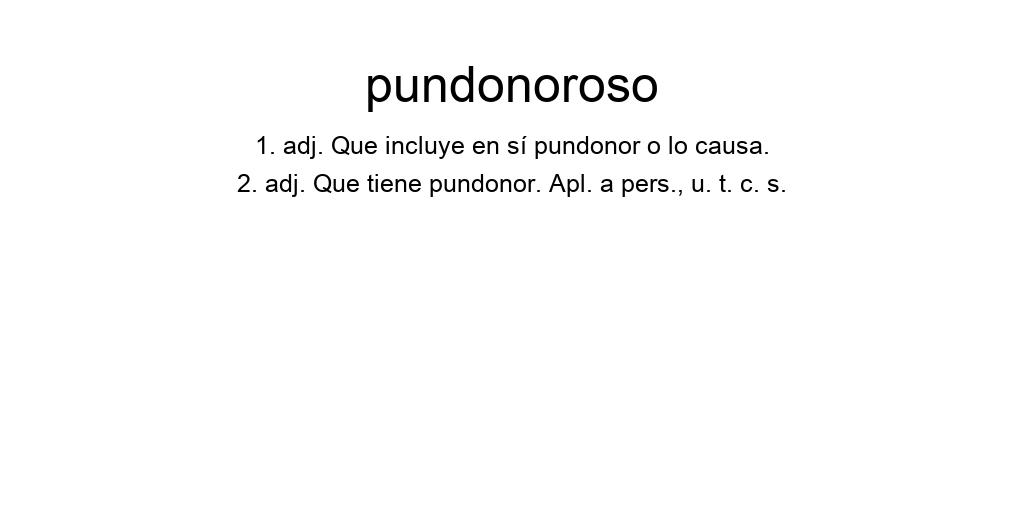 pundonoroso
1. adj. Que incluye en sí pundonor o lo causa.
2. adj. Que tiene pundonor. Apl. a pers., u. t. c. s.